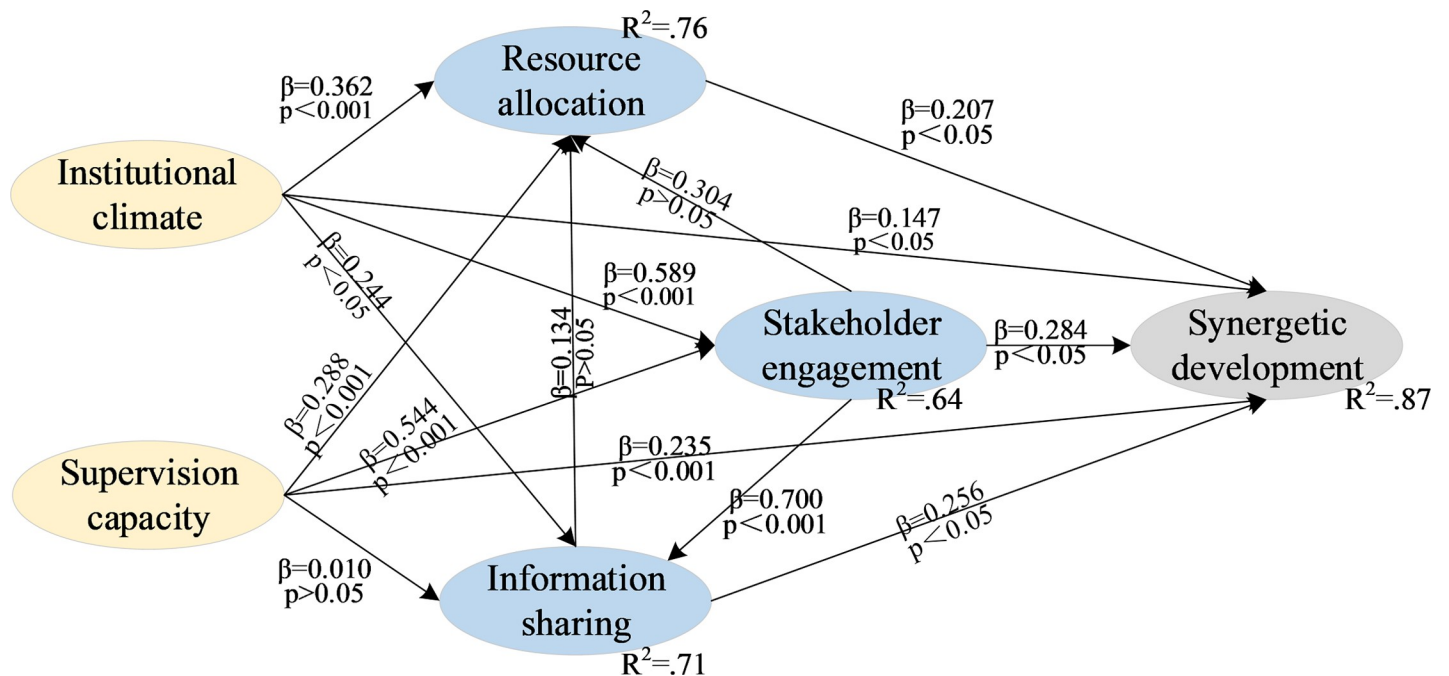 R²=.76
Resource
allocation
β=0.362
p<0.001
β=0.207
p<0.05
Institutional
climate
β=0.304
p>0.05
β=0.147
p<0.05
β=0.244
p<0.05
β=0.589
p<0.001
β=0.134
P>0.05
Stakeholder
engagement
R²=.64
β=0.284
p<0.05
Synergetic
development
R²=.87
β=0.288
p<0.001
β=0.544
p<0.001
β=0.235
p<0.001
Supervision
capacity
β=0.700
p<0.001
β=0.256
p<0.05
β=0.010
p>0.05
Information
sharing
R²=.71